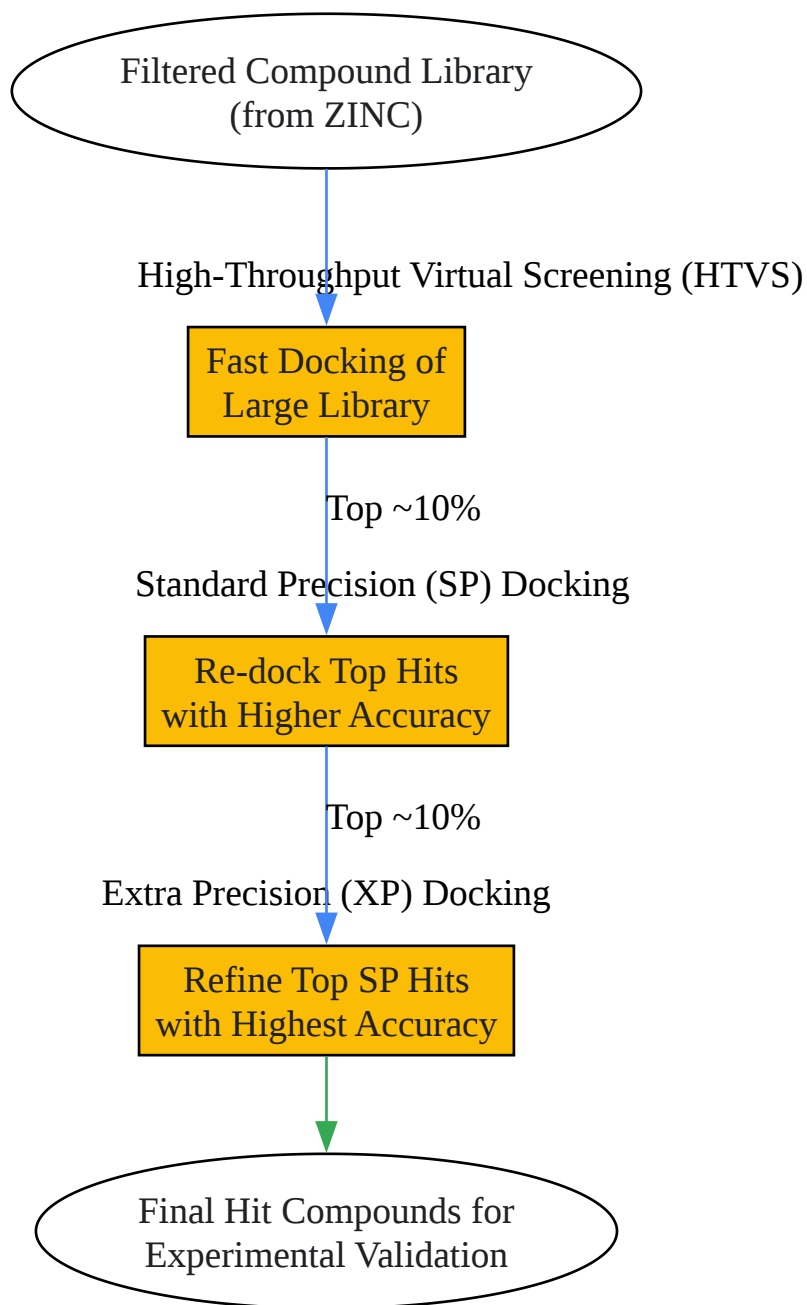 Filtered Compound Library
(from ZINC)
High-Throughput Virtual Screening (HTVS)
Fast Docking of
Large Library
Top ~10%
Standard Precision (SP) Docking
Re-dock Top Hits
with Higher Accuracy
Top ~10%
Extra Precision (XP) Docking
Refine Top SP Hits
with Highest Accuracy
Final Hit Compounds for
Experimental Validation